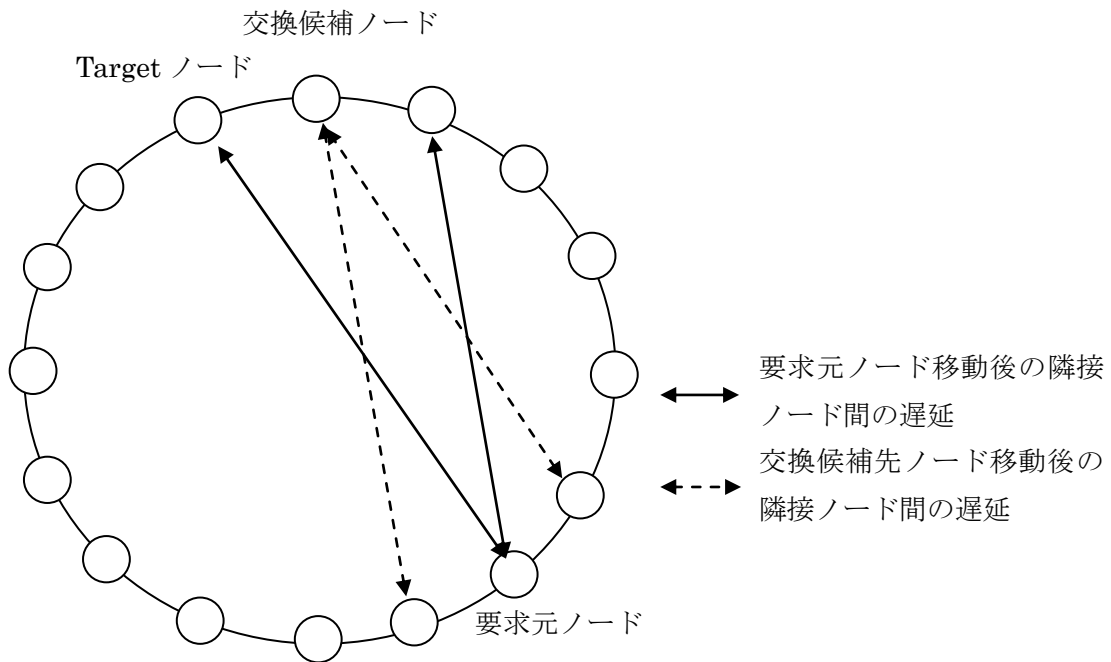 交換候補ノード
Target ノード
要求元ノード移動後の隣接
ノード間の遅延
交換候補先ノード移動後の
隣接ノード間の遅延
要求元ノード